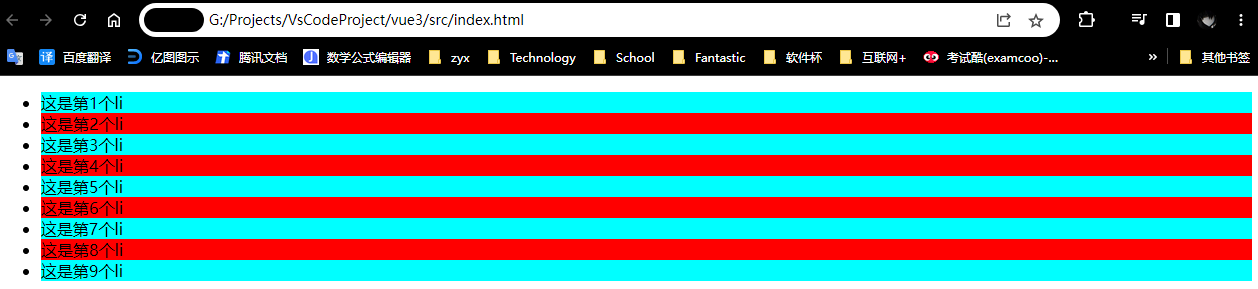 G:/Projects/VsCodeProject/vue3/src/index.html
译 百度翻译 亿图图示 腾讯文档 数学公式编辑器 zyx Technology School Fantastic 软件杯 互联网+ 考试酷(examcoo)-... » 其他书签
这是第1个li
这是第2个li
这是第3个li
这是第4个li
这是第5个li
这是第6个li
这是第7个li
这是第8个li
这是第9个li